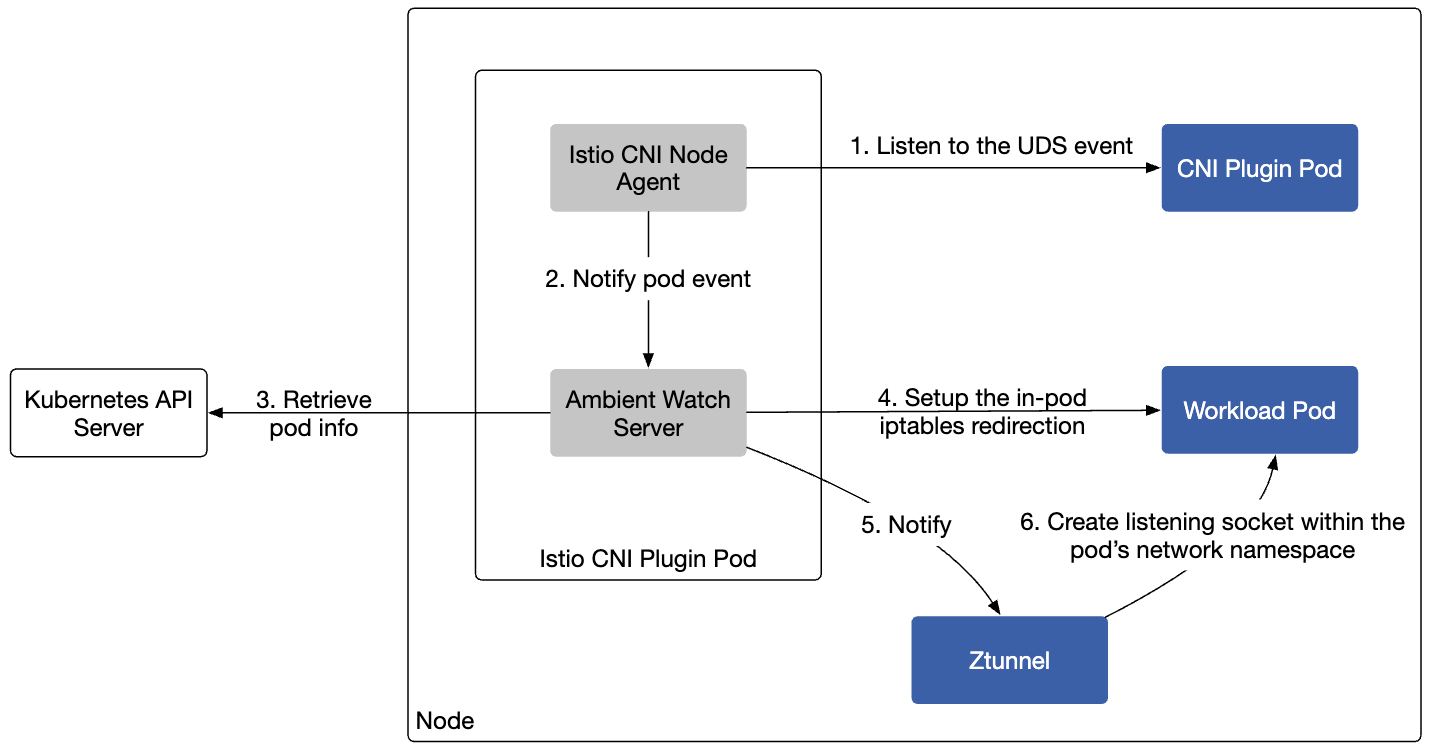 Istio CNI Node
Agent
1. Listen to the UDS event
CNI Plugin Pod
2. Notify pod event
Kubernetes API
Server
3. Retrieve
pod info
Ambient Watch
Server
4. Setup the in-pod
iptables redirection
Workload Pod
5. Notify
6. Create listening socket within the
pod’s network namespace
Istio CNI Plugin Pod
Ztunnel
Node